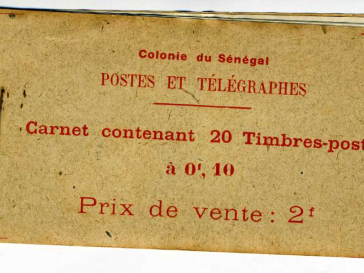 Colonie du Sénégal
POSTES ET TÉLÉGRAPHES
Carnet contenant 20 Timbres-post
à 0f, 10
Prix de vente : 2f